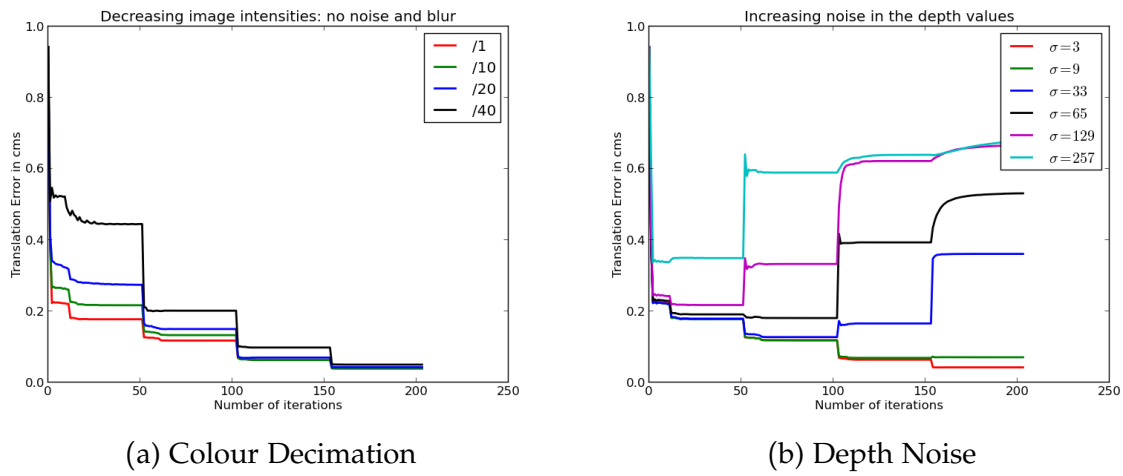 Decreasing image intensities: no noise and blur
1.0
0.8
0.6
0.4
0.2
0.0
0
50
100
150
200
250
Translation Error in cms
Number of iterations
/1
/10
/20
/40
(a) Colour Decimation
Increasing noise in the depth values
1.0
0.8
0.6
0.4
0.2
0.0
0
50
100
150
200
250
Translation Error in cms
Number of iterations
σ=3
σ=9
σ=33
σ=65
σ=129
σ=257
(b) Depth Noise